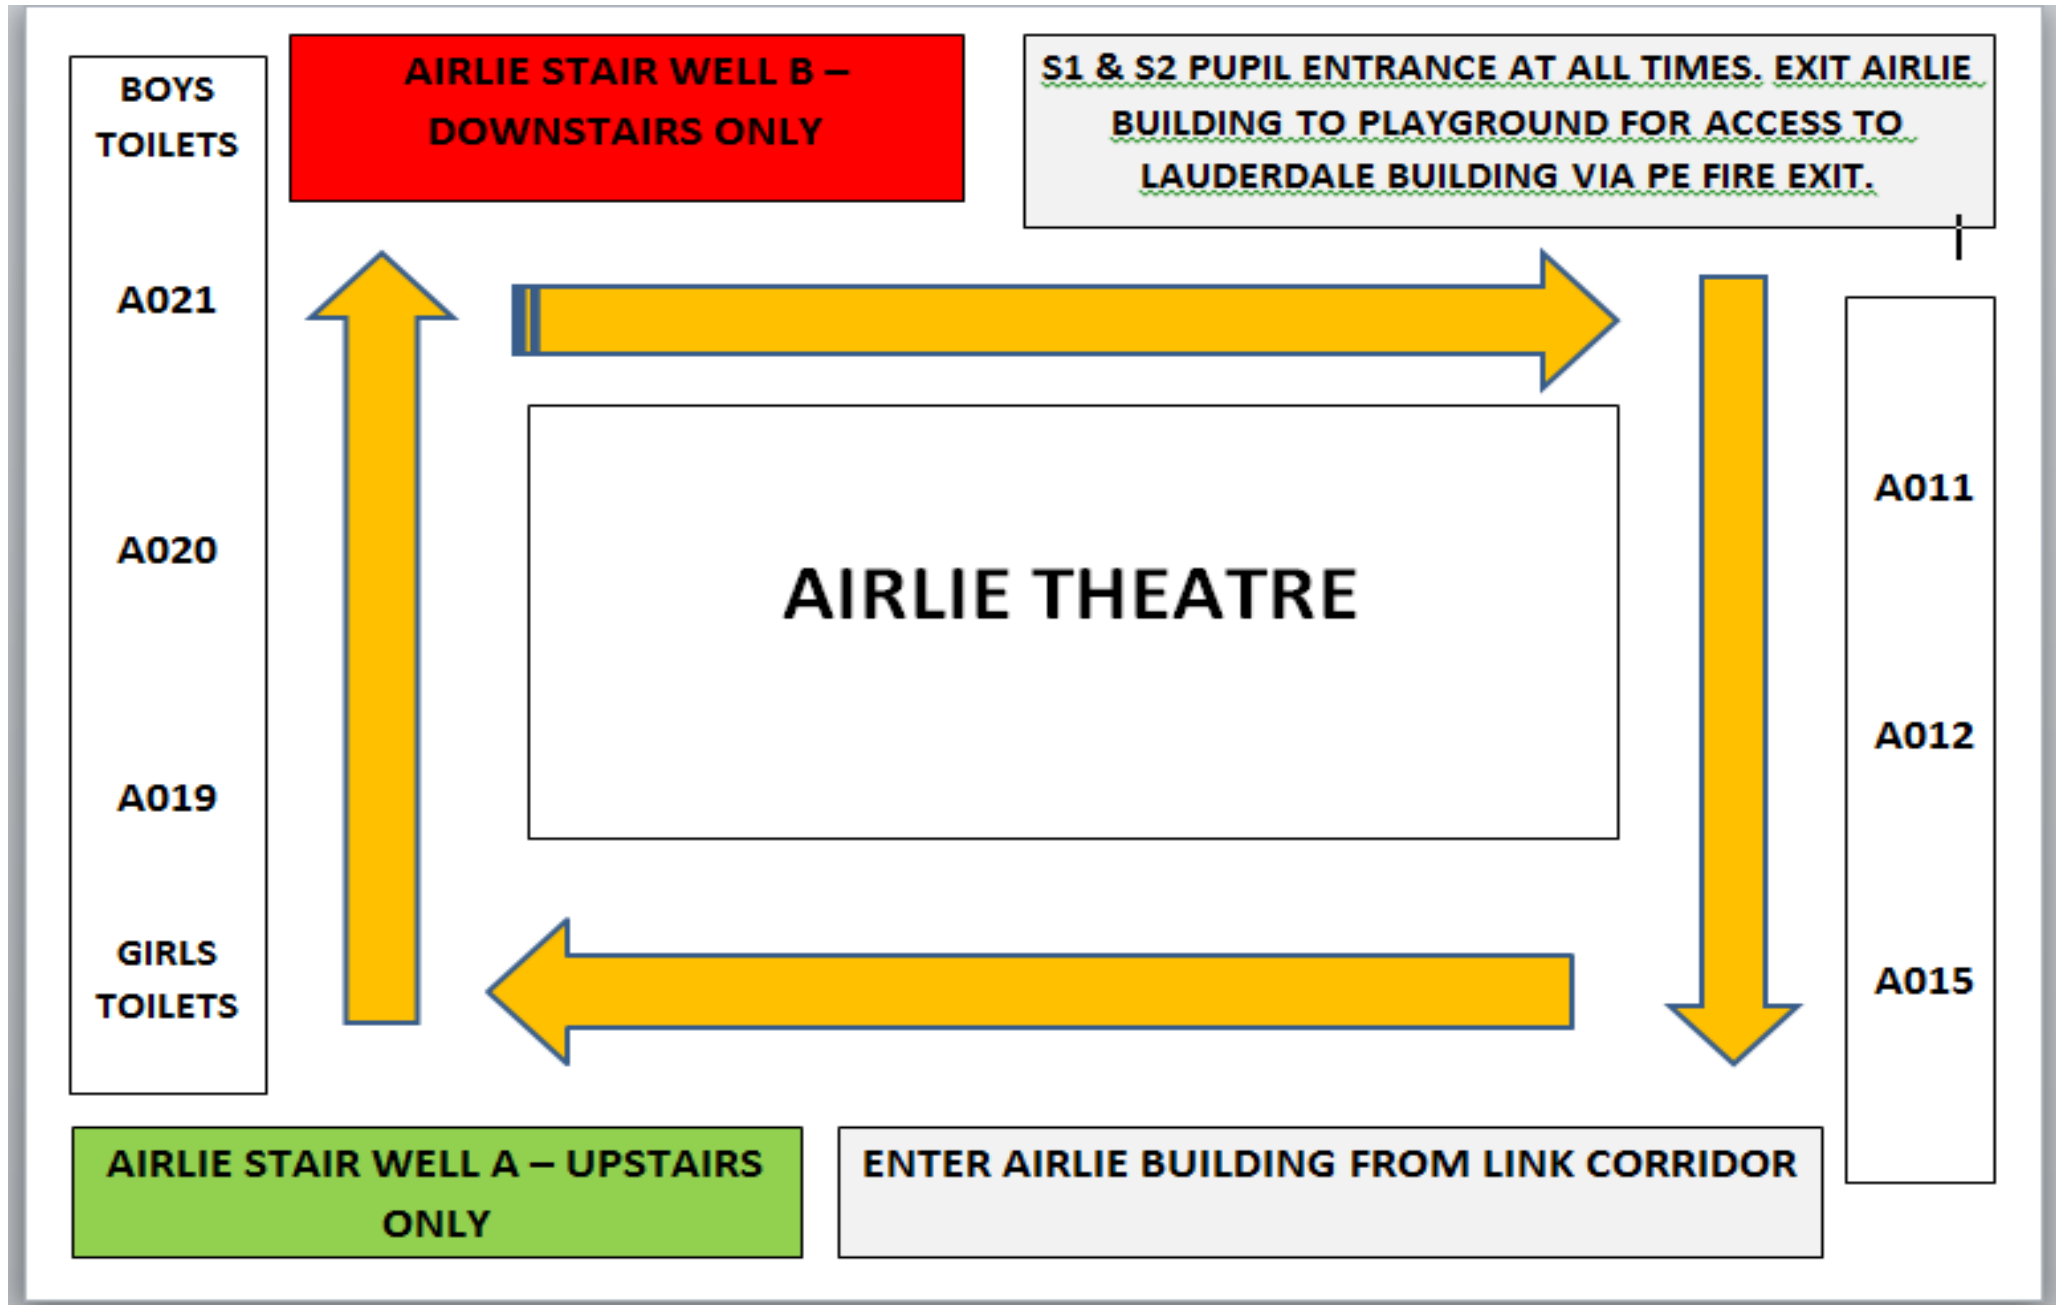 BOYS
TOILETS
A021
A020
A019
GIRLS
TOILETS
AIRLIE STAIR WELL B –
DOWNSTAIRS ONLY
S1 & S2 PUPIL ENTRANCE AT ALL TIMES. EXIT AIRLIE
BUILDING TO PLAYGROUND FOR ACCESS TO
LAUDERDALE BUILDING VIA PE FIRE EXIT.
AIRLIE THEATRE
A011
A012
A015
AIRLIE STAIR WELL A – UPSTAIRS
ONLY
ENTER AIRLIE BUILDING FROM LINK CORRIDOR